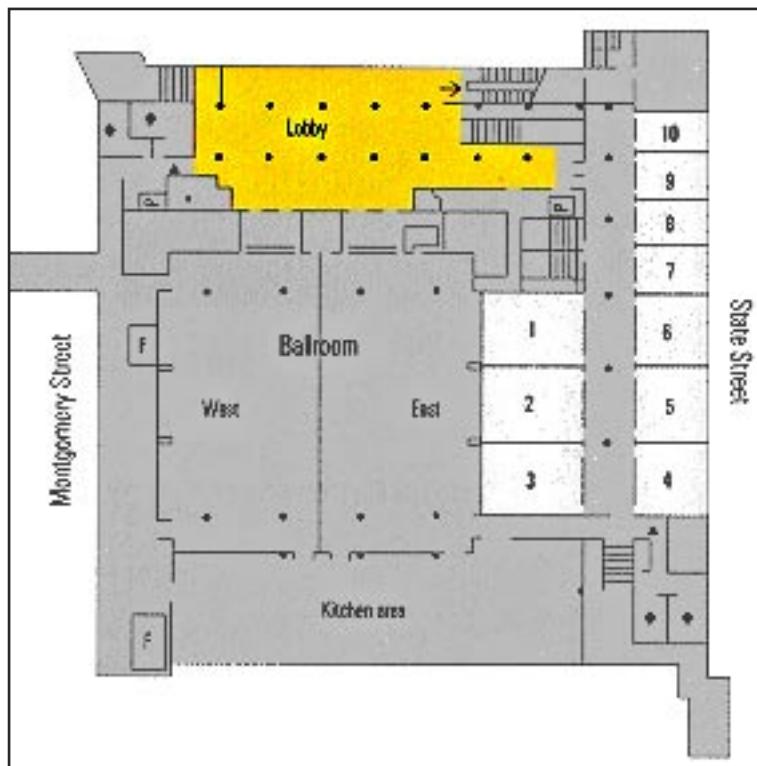 Lobby
10
9
P
P
8
7
1
6
F
Ballroom
2
5
West
East
3
4
Montgomery Street
State Street
Kitchen area
F